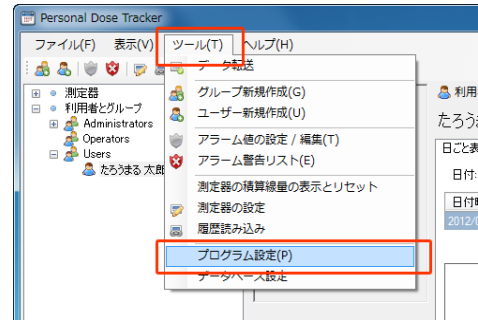 Personal Dose Tracker
ファイル(F) 表示(V) ツール(T) ヘルプ(H)
測定器
利用者とグループ
Administrators
Operators
Users
たろうまる 太郎
データ転送
グループ新規作成(G)
ユーザー新規作成(U)
アラーム値の設定 / 編集(T)
アラーム警告リスト(E)
測定器の積算線量の表示とリセット
測定器の設定
履歴読み込み
プログラム設定(P)
データベース設定
利用
たろう
日ごと表
日付:
日付
2012/0